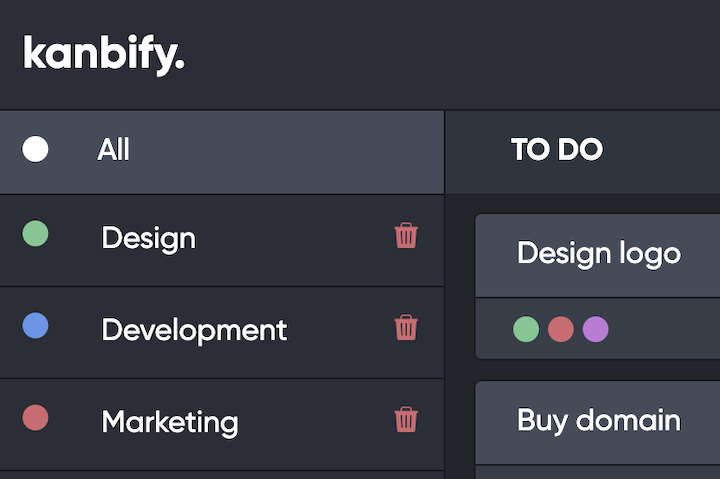 kanbify.
All
Design
Development
Marketing
TO DO
Design logo
Buy domain